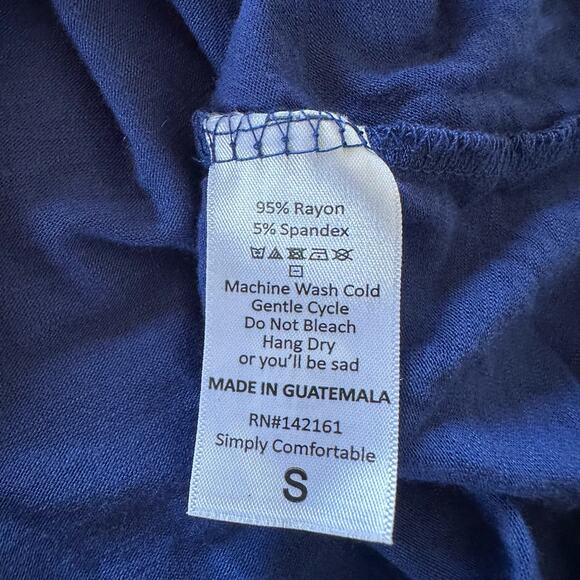 95% Rayon
5% Spandex
Machine Wash Cold
Gentle Cycle
Do Not Bleach
Hang Dry
or you'll be sad
MADE IN GUATEMALA
RN#142161
Simply Comfortable
S